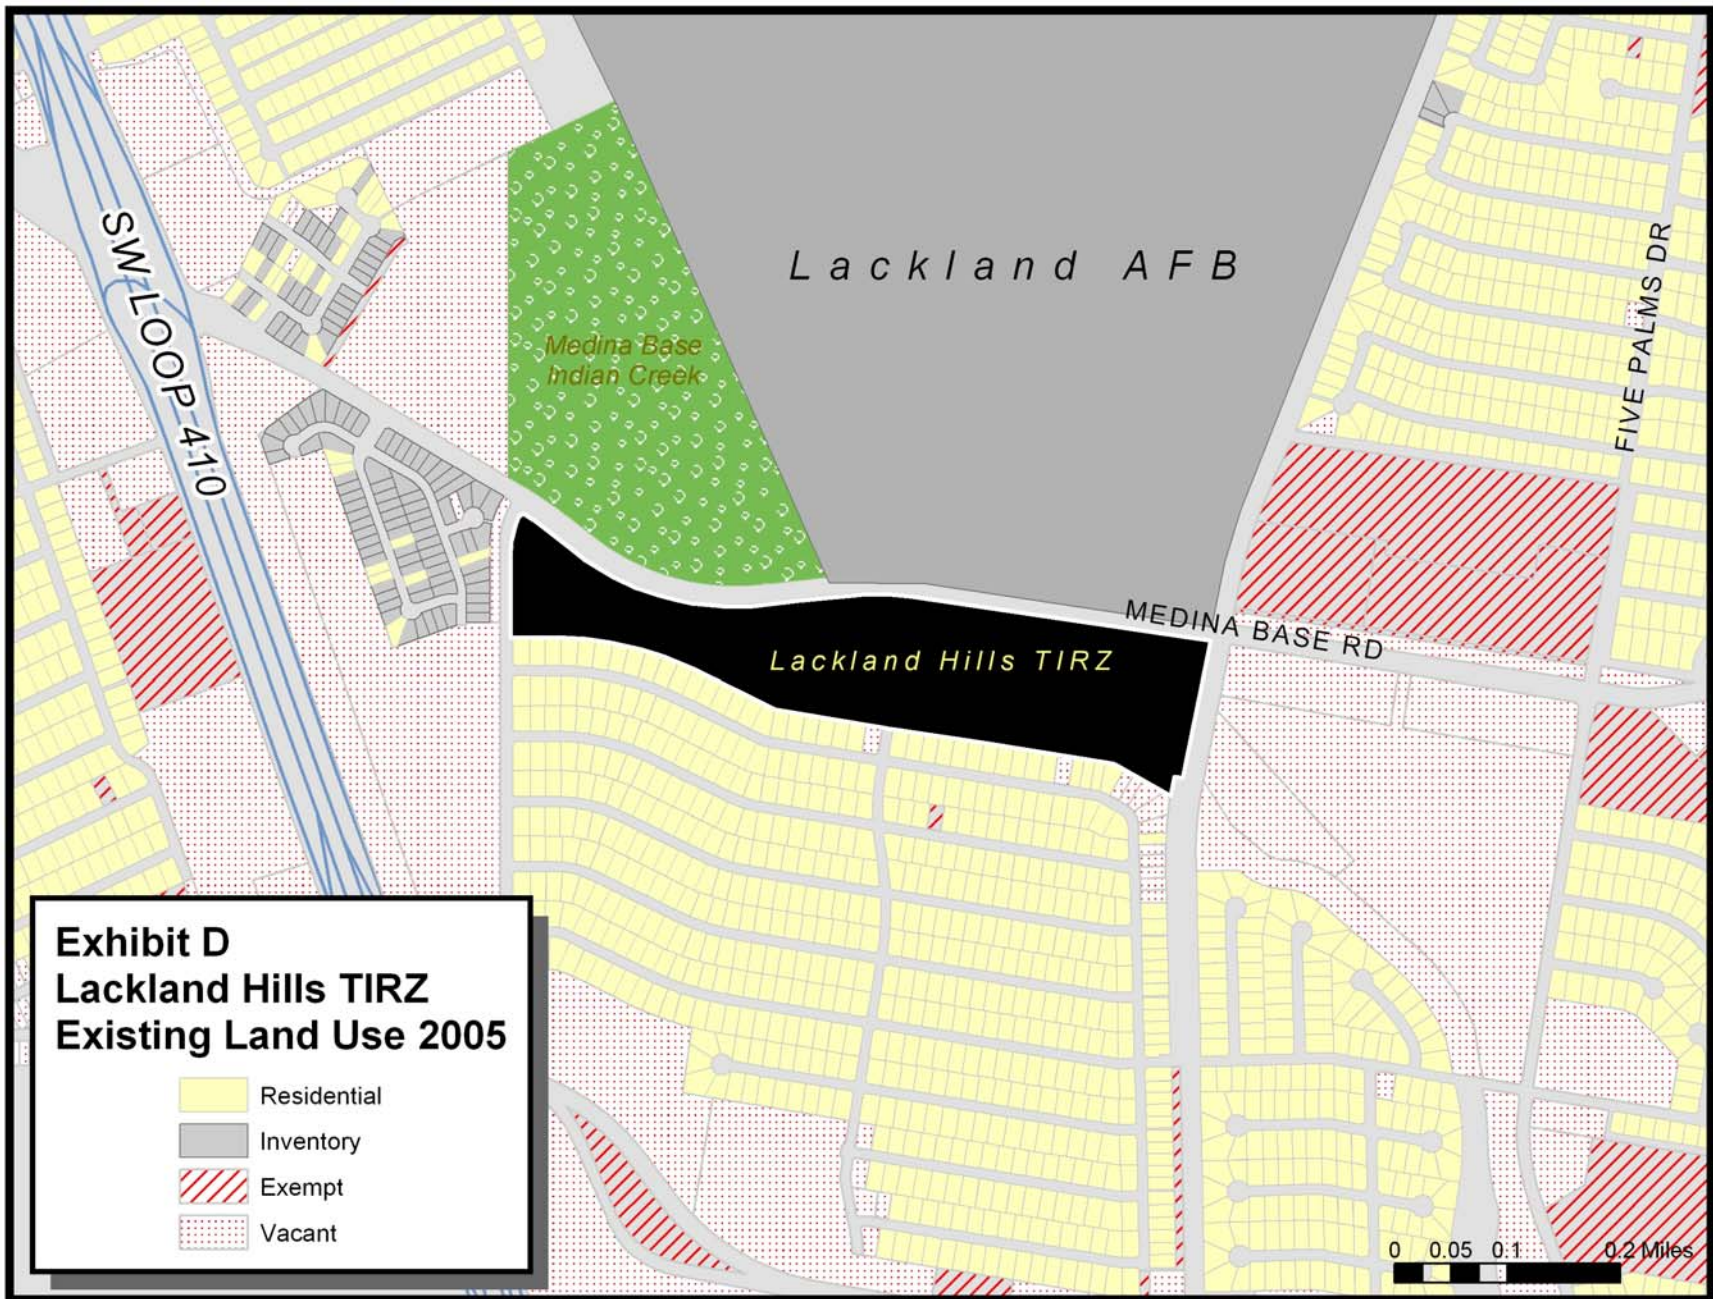 Lackland AFB
SW LOOP 410
Medina Base
Indian Creek
FIVE PALMS DR
MEDINA BASE RD
Lackland Hills TIRZ
Exhibit D
Lackland Hills TIRZ
Existing Land Use 2005
Residential
Inventory
Exempt
Vacant
0 0.05 0.1 0.2 Miles